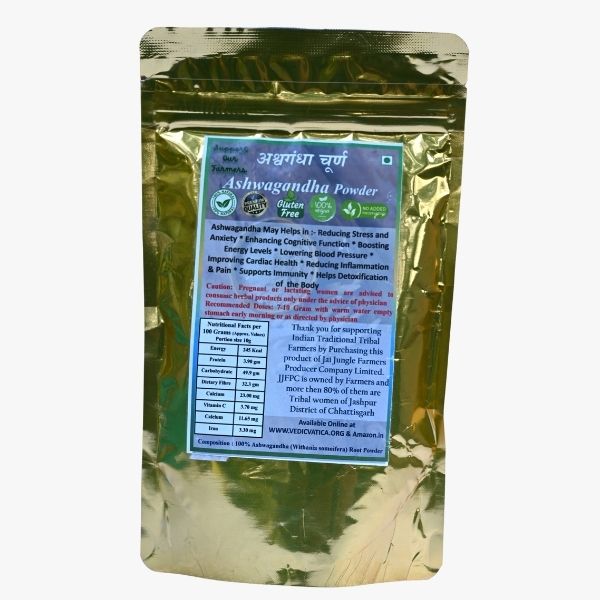 Support
Our
Farmers
अश्वगंधा चूर्ण
Ashwagandha Powder
Gluten
Free
100%
NO ADDED
Ashwagandha May Helps in :- Reducing Stress and
Anxiety * Enhancing Cognitive Function * Boosting
Energy Levels * Lowering Blood Pressure *
Improving Cardiac Health * Reducing Inflammation
& Pain * Supports Immunity * Helps Detoxification
of the Body
Caution: Pregnant or lactating women are advised to
consume herbal products only under the advice of physician
Recommended Doses: 7-10 Gram with warm water empty
stomach early morning or as directed by physician
Nutritional Facts per
100 Grams (Approx. Values)
Portion size 10g
Energy 245 Kcal
Protein 3.90 gm
Carbohydrate 49.9 gm
Dietary Fibre 32.3 gm
Calcium 23.00 mg
Vitamin C 3.70 mg
Calcium 11.65 mg
Iron 3.30 mg
Thank you for supporting
Indian Traditional Tribal
Farmers by Purchasing this
product of Jai Jungle Farmers
Producer Company Limited.
JJFPC is owned by Farmers and
more then 80% of them are
Tribal women of Jashpur
District of Chhattisgarh
Available Online at
WWW.VEDICVATICA.ORG & Amazon.in
Composition : 100% Ashwagandha (Withania somnifera) Root Powder